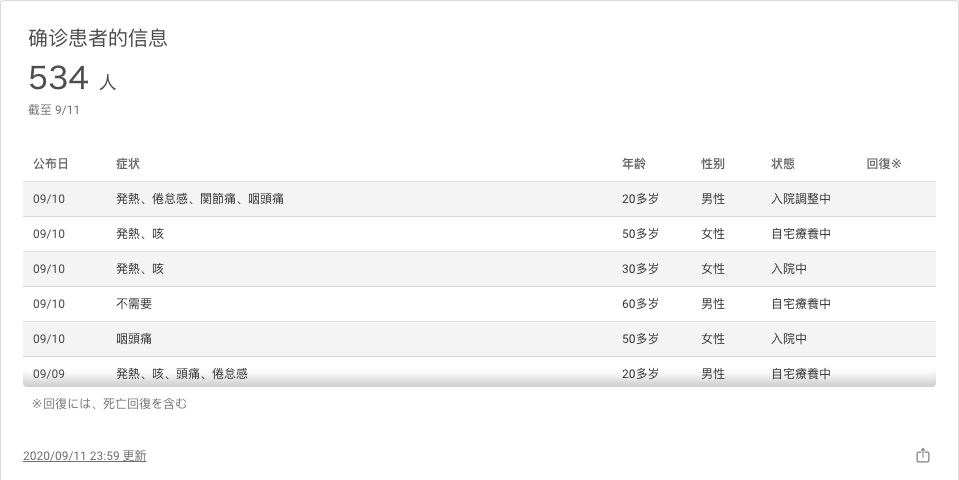 确诊患者的信息
534 人
截至 9/11
公布日 症状 年龄 性别 状態 回復※
09/10 発熱、倦怠感、関節痛、咽頭痛 20多岁 男性 入院調整中
09/10 発熱、咳 50多岁 女性 自宅療養中
09/10 発熱、咳 30多岁 女性 入院中
09/10 不需要 60多岁 男性 自宅療養中
09/10 咽頭痛 50多岁 女性 入院中
09/09 発熱、咳、頭痛、倦怠感 20多岁 男性 自宅療養中
※回復には、死亡回復を含む
2020/09/11 23:59 更新